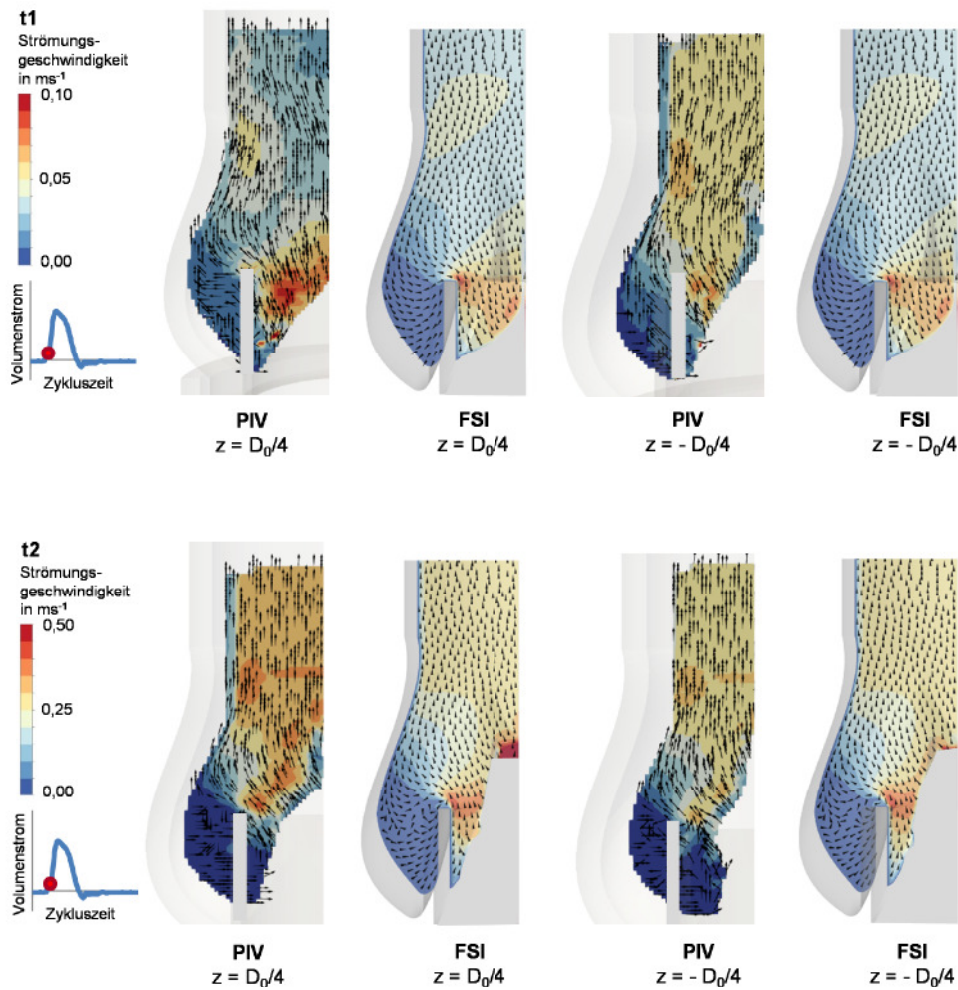 t1
Strömungs-
geschwindigkeit
in ms⁻¹
0,10
0,05
0,00
Volumenstrom
Zykluszeit
PIV
z = D₀/4
FSI
z = D₀/4
PIV
z = - D₀/4
FSI
z = - D₀/4
t2
Strömungs-
geschwindigkeit
in ms⁻¹
0,50
0,25
0,00
Volumenstrom
Zykluszeit
PIV
z = D₀/4
FSI
z = D₀/4
PIV
z = - D₀/4
FSI
z = - D₀/4